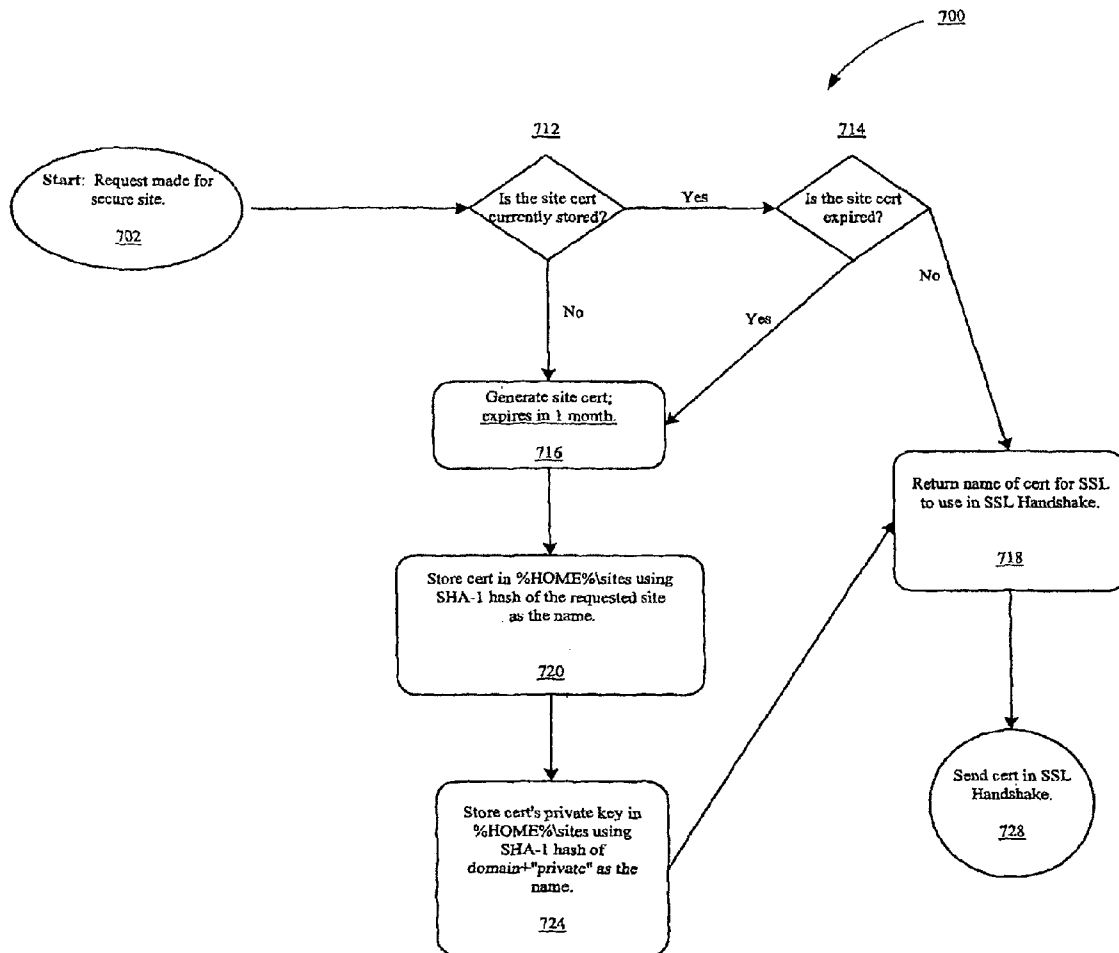 700
712
714
Start: Request made for
secure site.
702
Is the site cert
currently stored?
Yes
Is the site cert
expired?
No
Yes
No
Generate site cert;
expires in 1 month.
716
Return name of cert for SSL
to use in SSL Handshake.
718
Store cert in %HOME%\sites using
SHA-1 hash of the requested site
as the name.
720
Store cert's private key in
%HOME%\sites using
SHA-1 hash of
domain+"private" as the
name.
724
Send cert in SSL
Handshake.
728